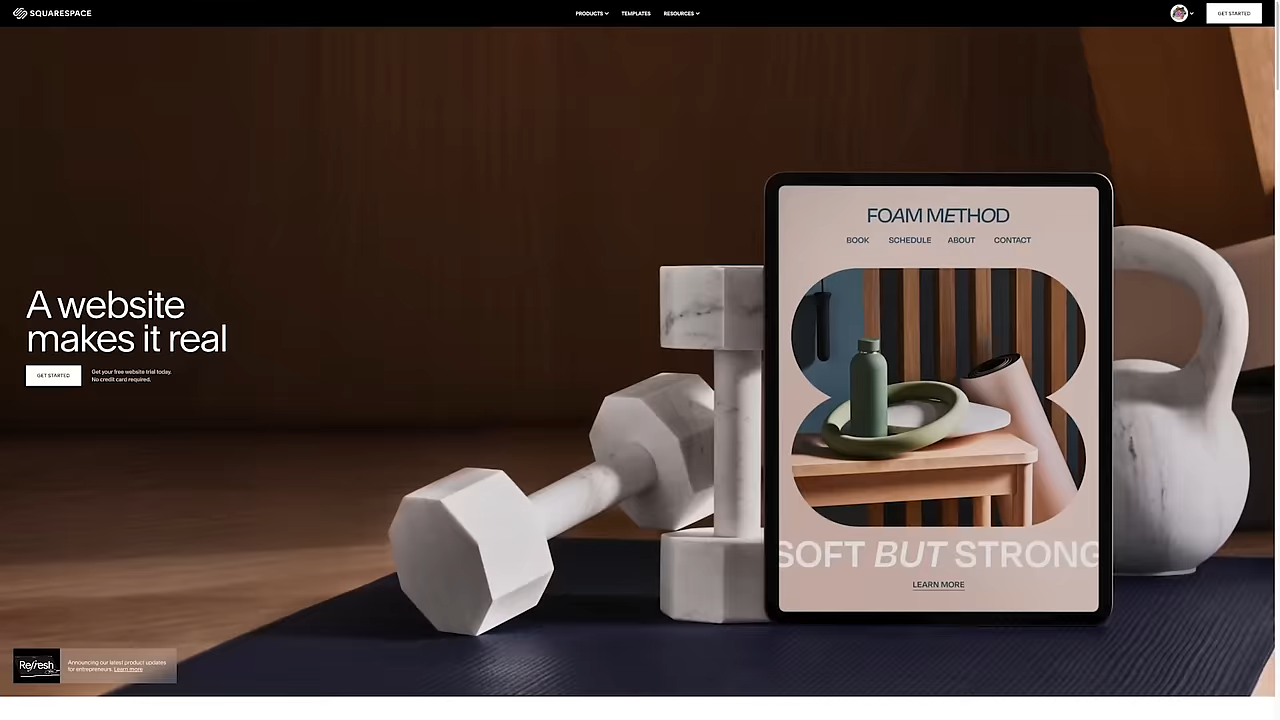 SQUARESPACE
PRODUCTS
TEMPLATES
RESOURCES
GET STARTED
A website
makes it real
GET STARTED
Get your free website trial today.
No credit card required.
FOAM METHOD
BOOK
SCHEDULE
ABOUT
CONTACT
SOFT BUT STRONG
LEARN MORE
Re/fresh
Announcing our latest product updates
for entrepreneurs. Learn more